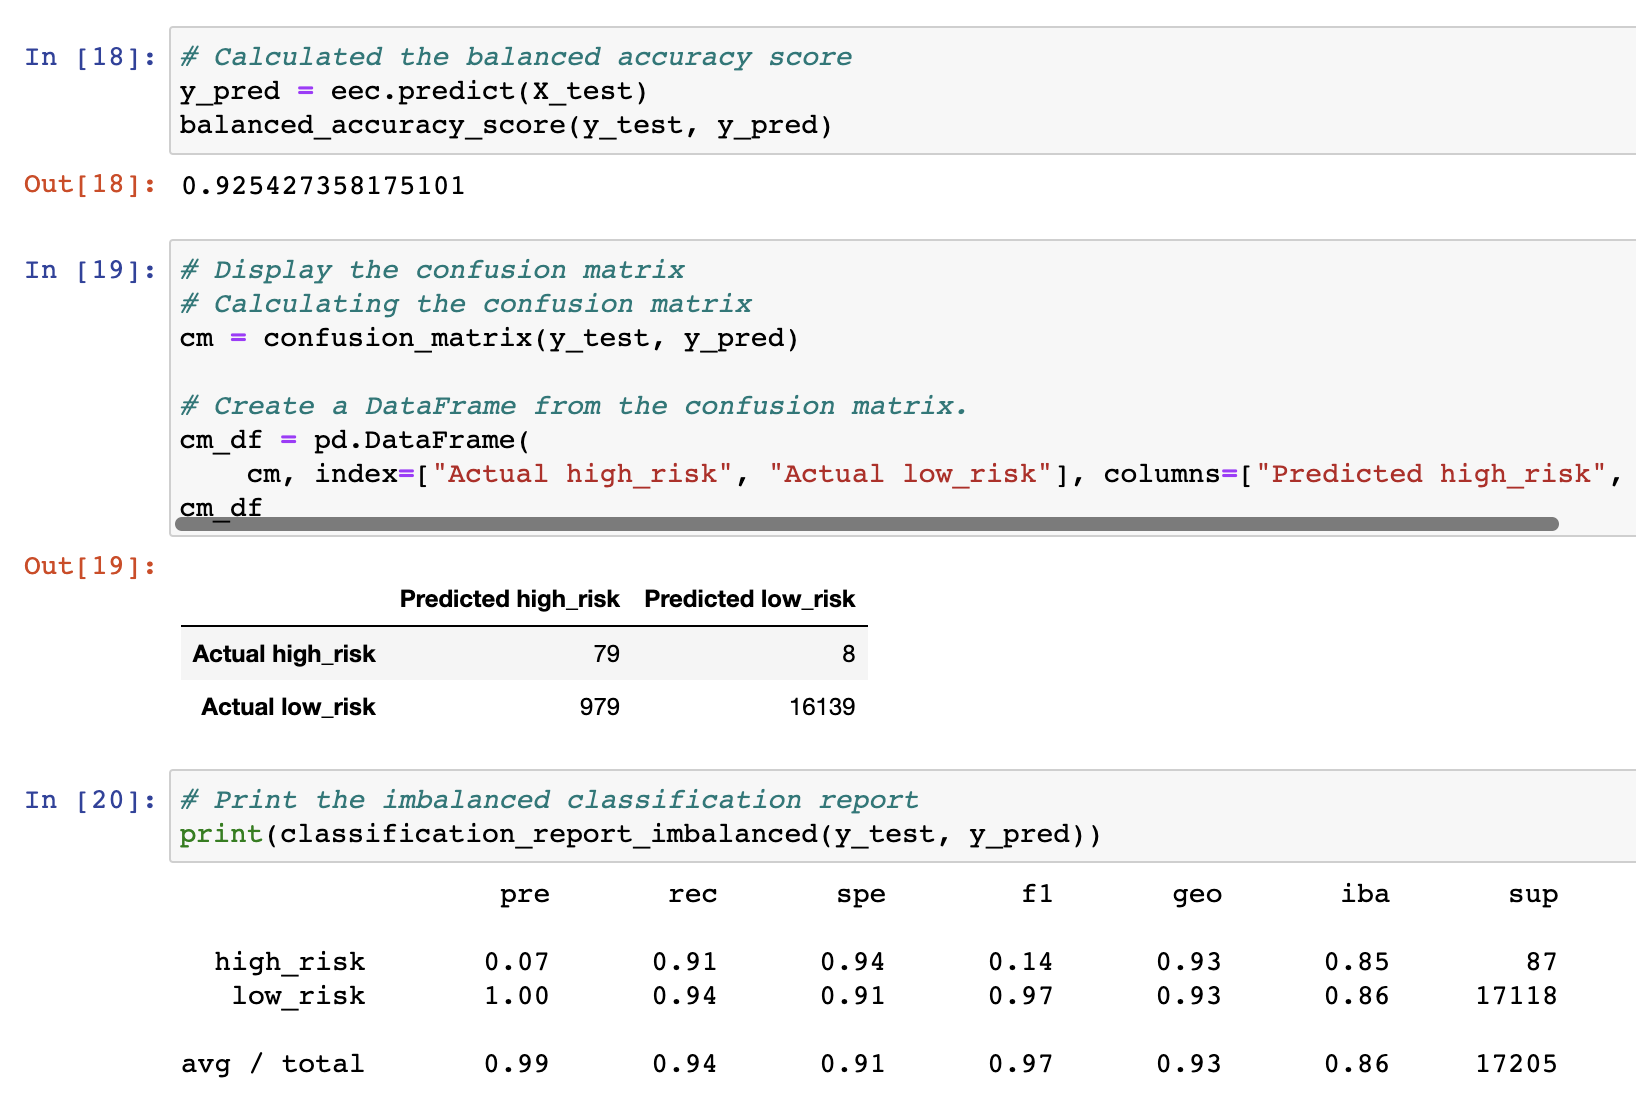 In [18]: # Calculated the balanced accuracy score
y_pred = eec.predict(X_test)
balanced_accuracy_score(y_test, y_pred)
Out[18]: 0.925427358175101
In [19]: # Display the confusion matrix
# Calculating the confusion matrix
cm = confusion_matrix(y_test, y_pred)
# Create a DataFrame from the confusion matrix.
cm_df = pd.DataFrame(
cm, index=["Actual high_risk", "Actual low_risk"], columns=["Predicted high_risk",
cm_df
Out[19]:
Predicted high_risk Predicted low_risk
Actual high_risk 79 8
Actual low_risk 979 16139
In [20]: # Print the imbalanced classification report
print(classification_report_imbalanced(y_test, y_pred))
pre rec spe f1 geo iba sup
high_risk 0.07 0.91 0.94 0.14 0.93 0.85 87
low_risk 1.00 0.94 0.91 0.97 0.93 0.86 17118
avg / total 0.99 0.94 0.91 0.97 0.93 0.86 17205